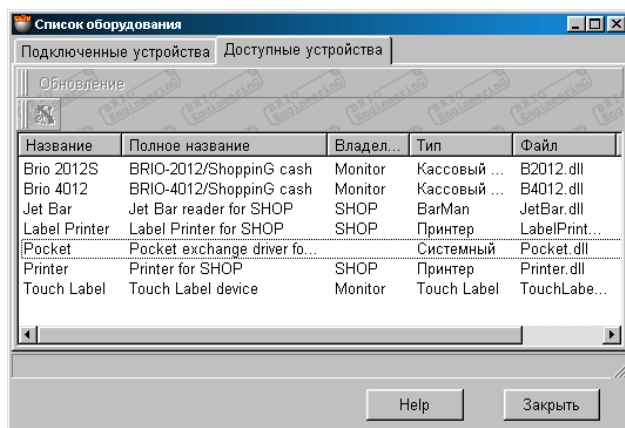 Список оборудования
Подключенные устройства Доступные устройства
Обновление
Название Полное название Владел... Тип Файл
Brio 2012S BRIO-2012/ShoppinG cash Monitor Кассовый ... B2012.dll
Brio 4012 BRIO-4012/ShoppinG cash Monitor Кассовый ... B4012.dll
Jet Bar Jet Bar reader for SHOP SHOP BarMan JetBar.dll
Label Printer Label Printer for SHOP SHOP Принтер LabelPrint...
Pocket Pocket exchange driver fo... Системный Pocket.dll
Printer Printer for SHOP SHOP Принтер Printer.dll
Touch Label Touch Label device Monitor Touch Label TouchLabe...
Help Закрыть